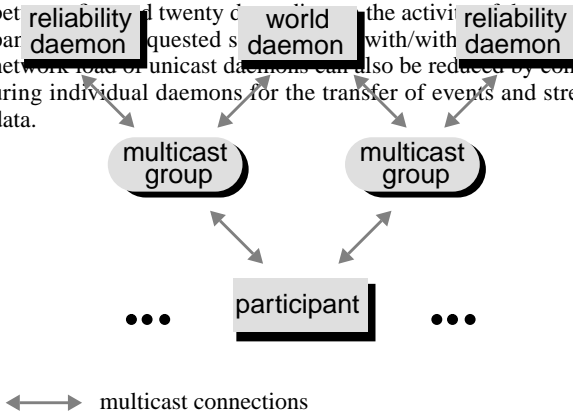 twenty the
reliability
daemon
world
daemon
reliability
daemon
quested with/with
network load of unicast daemons can also be reduced by con
uring individual daemons for the transfer of events and stre
data.
multicast
group
multicast
group
participant
••• •••
multicast connections